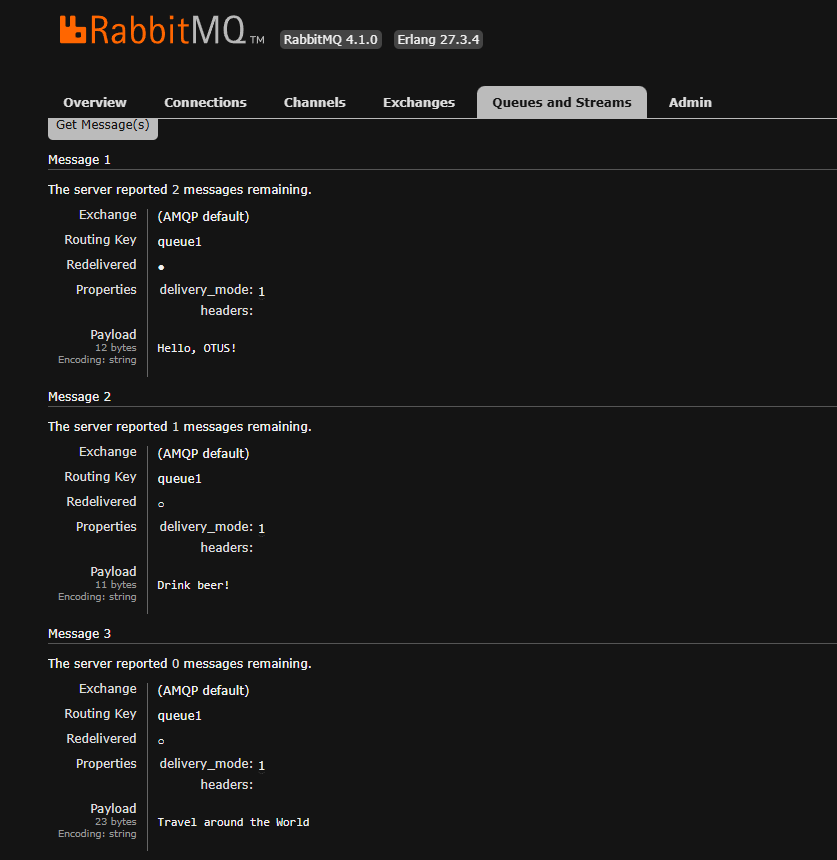 RabbitMQ TM RabbitMQ 4.1.0 Erlang 27.3.4
Overview Connections Channels Exchanges Queues and Streams Admin
Get Message(s)
Message 1
The server reported 2 messages remaining.
Exchange (AMQP default)
Routing Key queue1
Redelivered ●
Properties delivery_mode: 1
headers:
Payload
12 bytes
Encoding: string
Hello, OTUS!
Message 2
The server reported 1 messages remaining.
Exchange (AMQP default)
Routing Key queue1
Redelivered ○
Properties delivery_mode: 1
headers:
Payload
11 bytes
Encoding: string
Drink beer!
Message 3
The server reported 0 messages remaining.
Exchange (AMQP default)
Routing Key queue1
Redelivered ○
Properties delivery_mode: 1
headers:
Payload
23 bytes
Encoding: string
Travel around the World